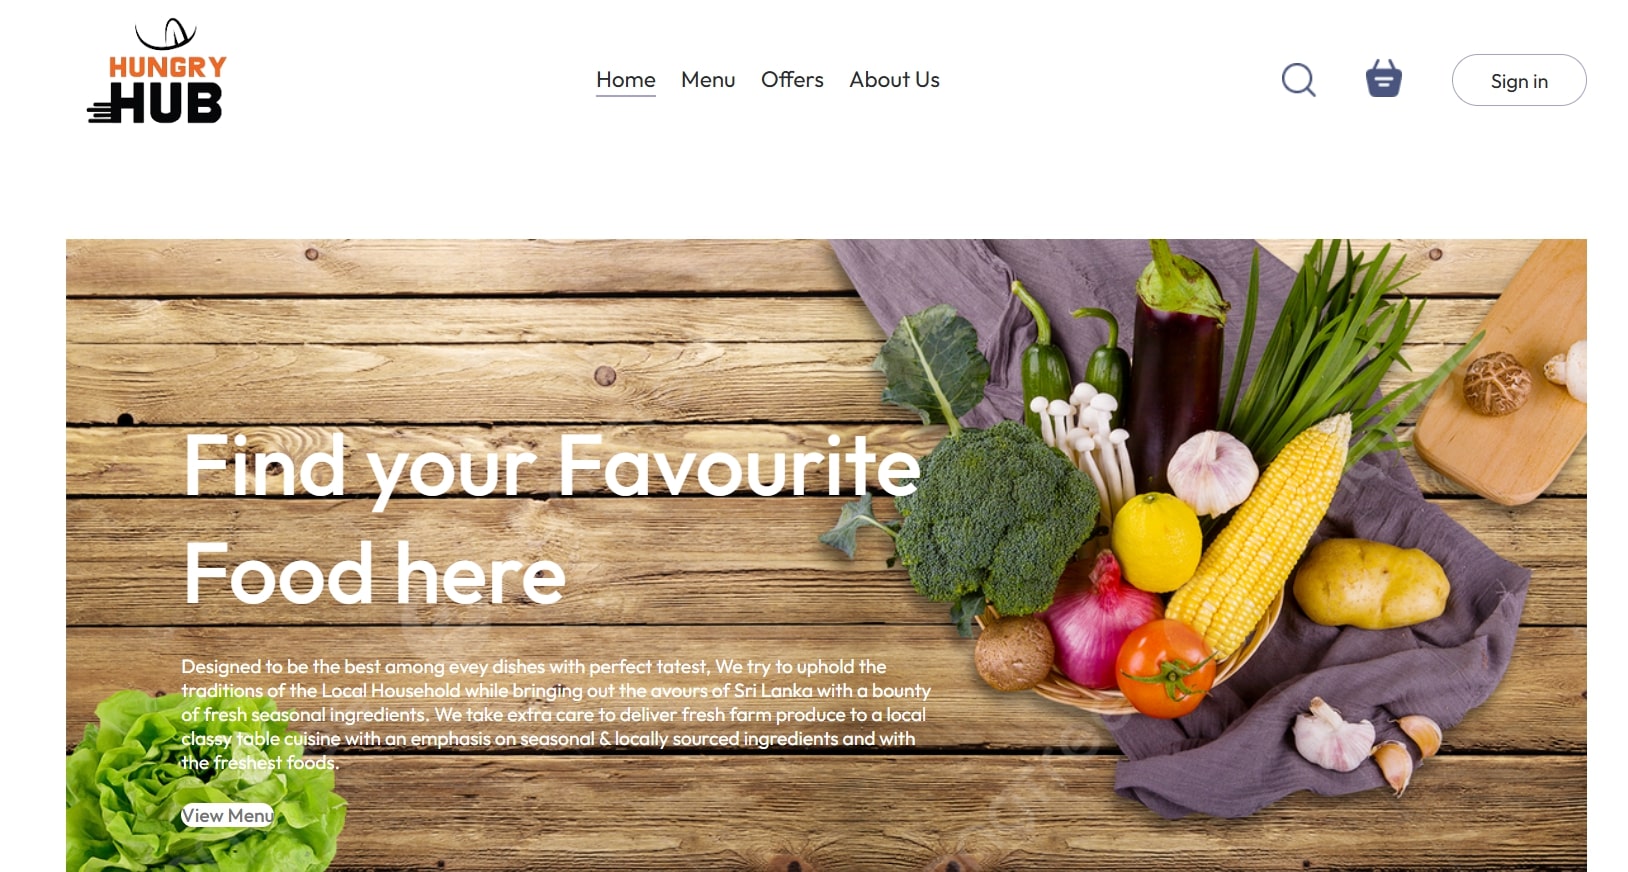 HUNGRY
HUB
Home Menu Offers About Us
Sign in
Find your Favourite
Food here
Designed to be the best among evey dishes with perfect tatest, We try to uphold the
traditions of the Local Household while bringing out the avours of Sri Lanka with a bounty
of fresh seasonal ingredients. We take extra care to deliver fresh farm produce to a local
classy table cuisine with an emphasis on seasonal & locally sourced ingredients and with
the freshest foods.
View Menu